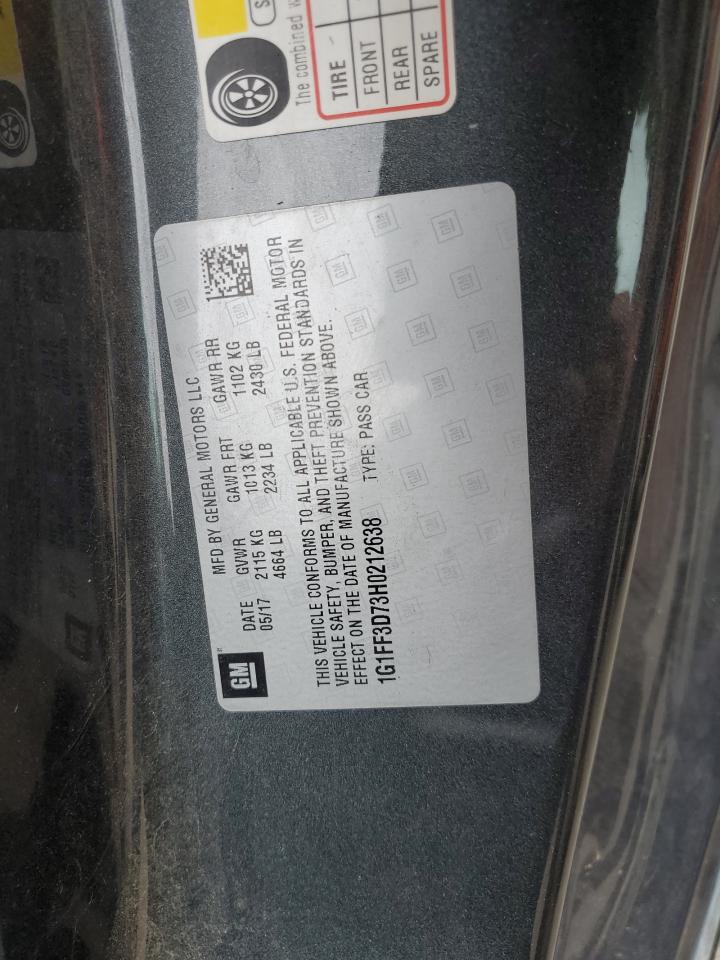 The combined w
TIRE
FRONT
REAR
SPARE
MFD BY GENERAL MOTORS LLC
DATE GVWR GAWR FRT GAWR RR
05/17 2115 KG 1013 KG 1102 KG
4664 LB 2234 LB 2430 LB
GM
THIS VEHICLE CONFORMS TO ALL APPLICABLE U.S. FEDERAL MOTOR
VEHICLE SAFETY, BUMPER, AND THEFT PREVENTION STANDARDS IN
EFFECT ON THE DATE OF MANUFACTURE SHOWN ABOVE.
1G1FF3D73H0212638 TYPE: PASS CAR